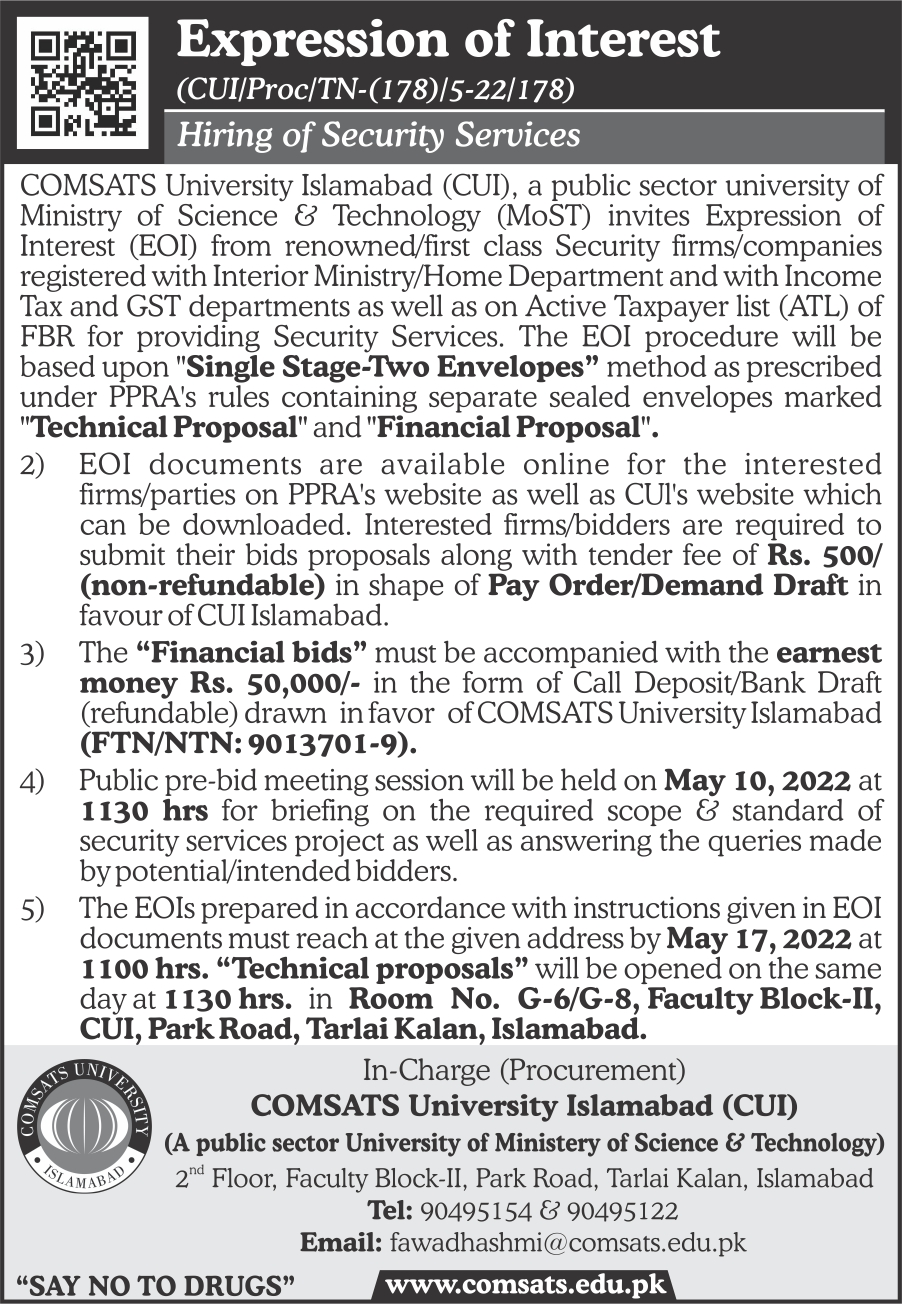 Expression of Interest
(CUI/Proc/TN-(178)/5-22/178)
Hiring of Security Services
COMSATS University Islamabad (CUI), a public sector university of
Ministry of Science & Technology (MoST) invites Expression of
Interest (EOI) from renowned/first class Security firms/companies
registered with Interior Ministry/Home Department and with Income
Tax and GST departments as well as on Active Taxpayer list (ATL) of
FBR for providing Security Services. The EOI procedure will be
based upon "Single Stage-Two Envelopes” method as prescribed
under PPRA's rules containing separate sealed envelopes marked
"Technical Proposal" and "Financial Proposal".
2) EOI documents are available online for the interested
firms/parties on PPRA's website as well as CUl's website which
can be downloaded. Interested firms/bidders are required to
submit their bids proposals along with tender fee of Rs. 500/
(non-refundable) in shape of Pay Order/Demand Draft in
favour of CUI Islamabad.
3) The “Financial bids” must be accompanied with the earnest
money Rs. 50,000/- in the form of Call Deposit/Bank Draft
(refundable) drawn in favor of COMSATS University Islamabad
(FTN/NTN: 9013701-9).
4) Public pre-bid meeting session will be held on May 10, 2022 at
1130 hrs for briefing on the required scope & standard of
security services project as well as answering the queries made
by potential/intended bidders.
5) The EOIs prepared in accordance with instructions given in EOI
documents must reach at the given address by May 17, 2022 at
1100 hrs. “Technical proposals” will be opened on the same
day at 1130 hrs. in Room No. G-6/G-8, Faculty Block-II,
CUI, Park Road, Tarlai Kalan, Islamabad.
COMSATS UNIVERSITY
ISLAMABAD
In-Charge (Procurement)
COMSATS University Islamabad (CUI)
(A public sector University of Ministery of Science & Technology)
2nd Floor, Faculty Block-II, Park Road, Tarlai Kalan, Islamabad
Tel: 90495154 & 90495122
Email: fawadhashmi@comsats.edu.pk
“SAY NO TO DRUGS”
www.comsats.edu.pk